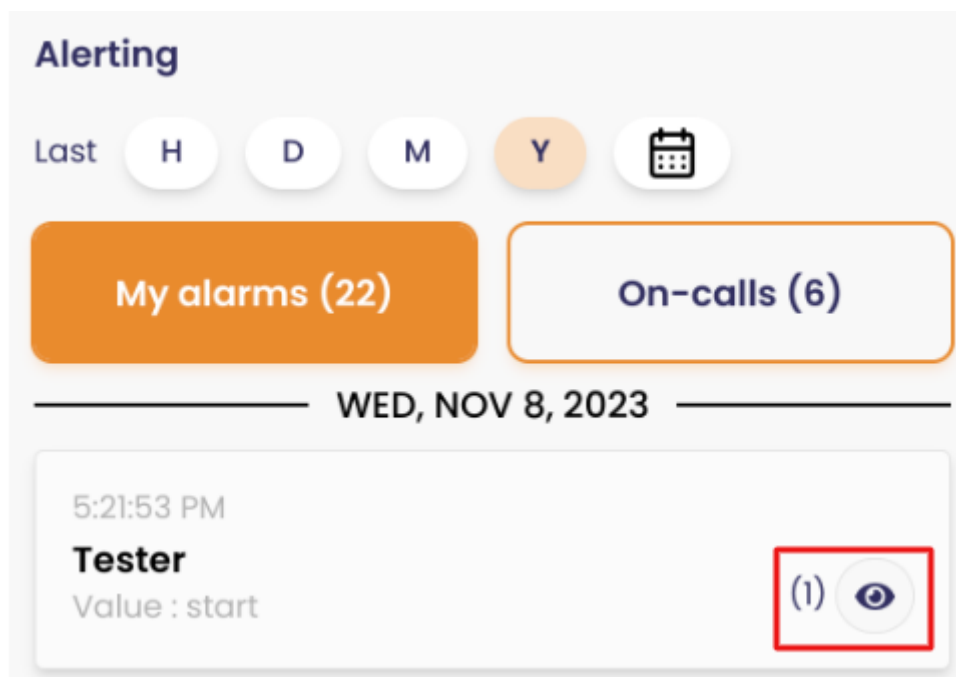 Alerting
Last H D M Y
My alarms (22) On-calls (6)
WED, NOV 8, 2023
5:21:53 PM
Tester
Value : start
(1)